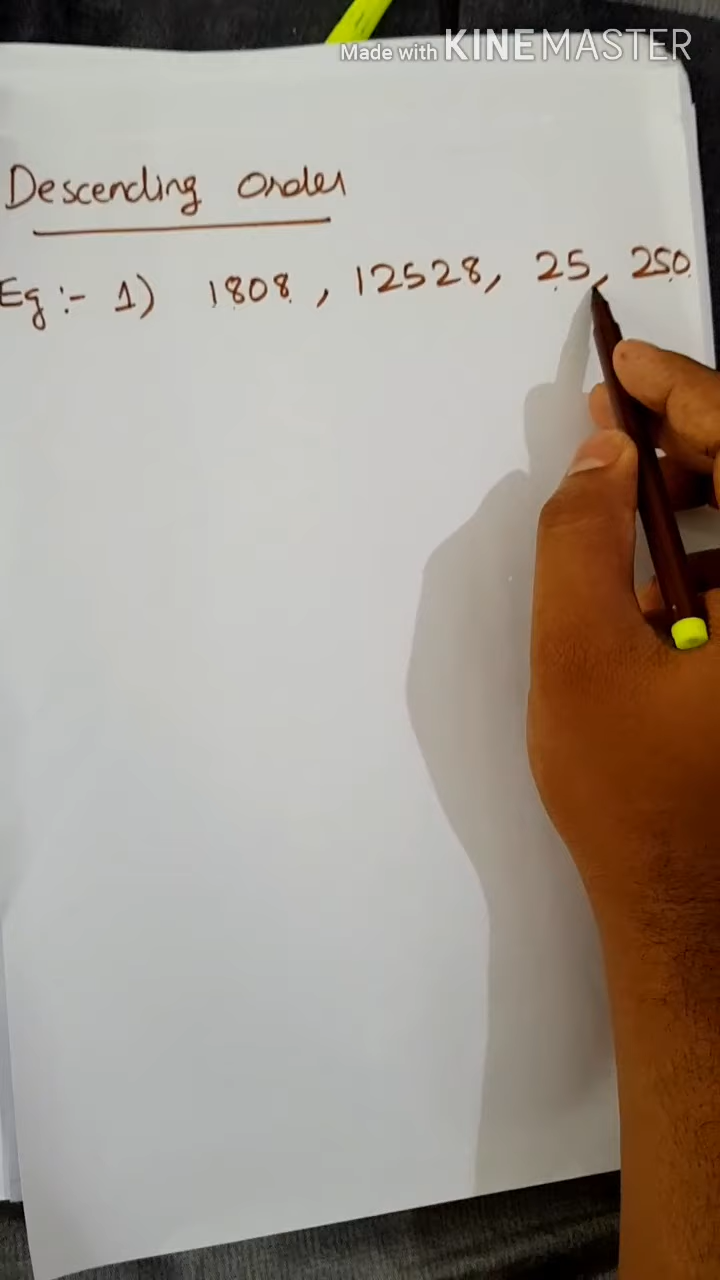 Made with KINEMASTER
Descending Order
Eg :- 1) 1808 , 12528, 25, 250